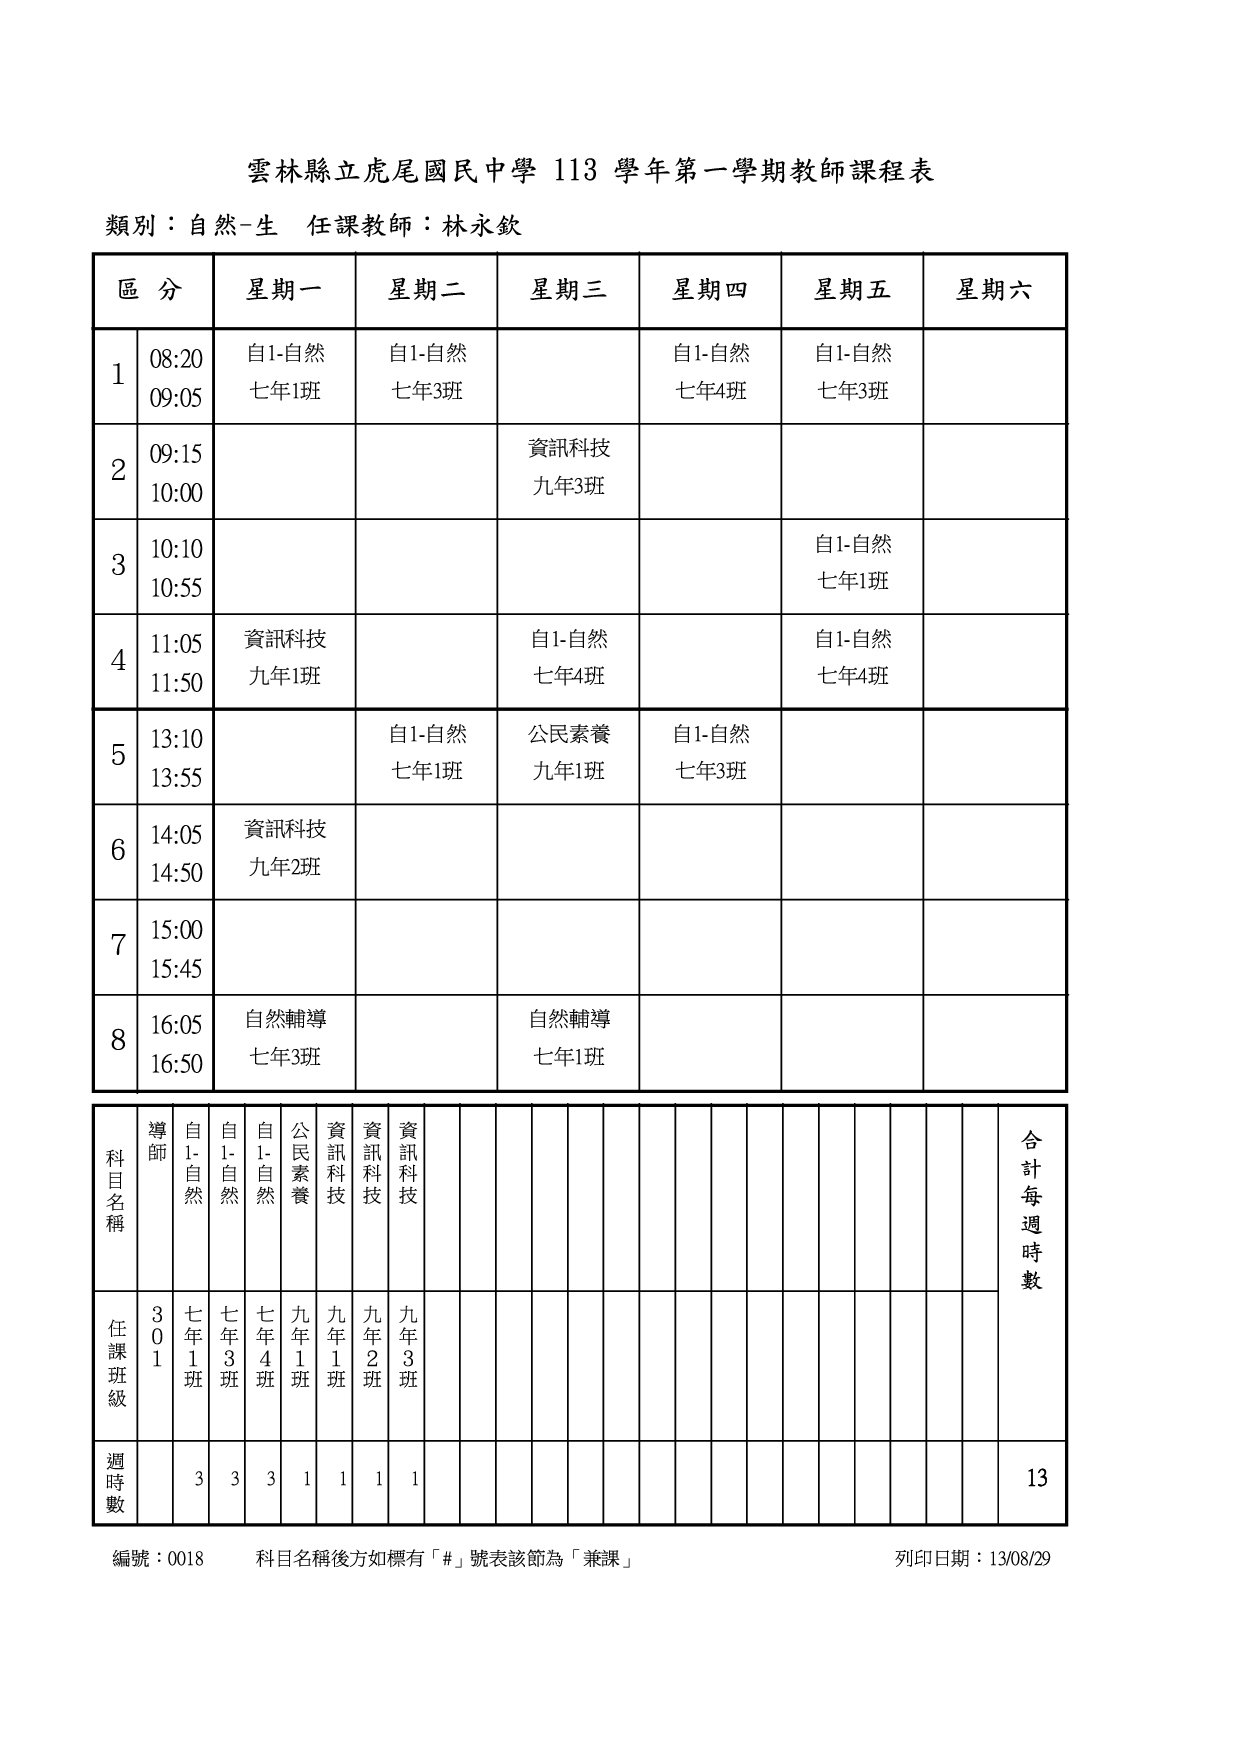 雲林縣立虎尾國民中學 113 學年第一學期教師課程表
類別：自然-生　任課教師：林永欽
區 分 星期一 星期二 星期三 星期四 星期五 星期六
1 08:20 09:05 自1-自然 七年1班 自1-自然 七年3班 自1-自然 七年4班 自1-自然 七年3班
2 09:15 10:00 資訊科技 九年3班
3 10:10 10:55 自1-自然 七年1班
4 11:05 11:50 資訊科技 九年1班 自1-自然 七年4班 自1-自然 七年4班
5 13:10 13:55 自1-自然 七年1班 公民素養 九年1班 自1-自然 七年3班
6 14:05 14:50 資訊科技 九年2班
7 15:00 15:45
8 16:05 16:50 自然輔導 七年3班 自然輔導 七年1班
科目名稱 導師 自1-自然 自1-自然 自1-自然 公民素養 資訊科技 資訊科技 資訊科技 合計每週時數
任課班級 301 七年1班 七年3班 七年4班 九年1班 九年1班 九年2班 九年3班
週時數 3 3 3 1 1 1 1 13
編號：0018 科目名稱後方如標有「#」號表該節為「兼課」 列印日期：13/08/29